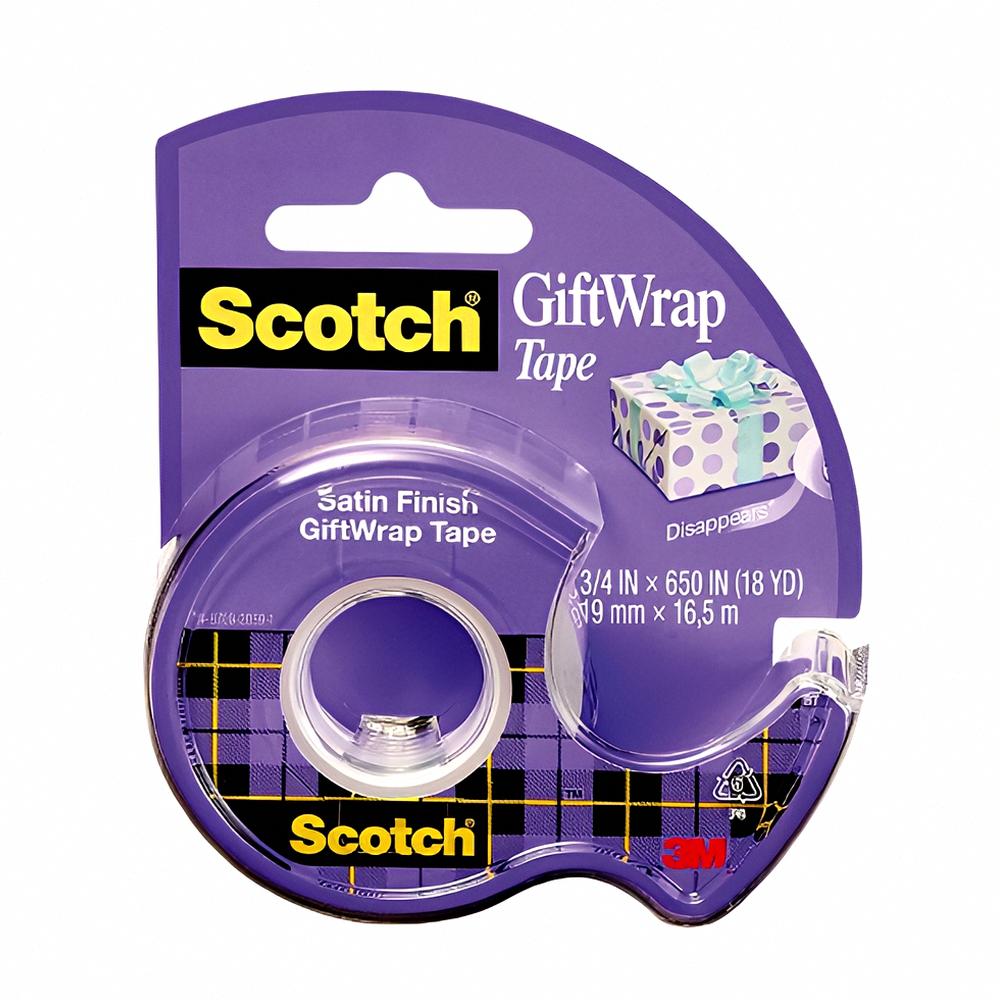 Scotch®
GiftWrap
Tape
Disappears
Satin Finish
GiftWrap Tape
3/4 IN × 650 IN (18 YD)
19 mm × 16,5 m
TM
Scotch®
3M